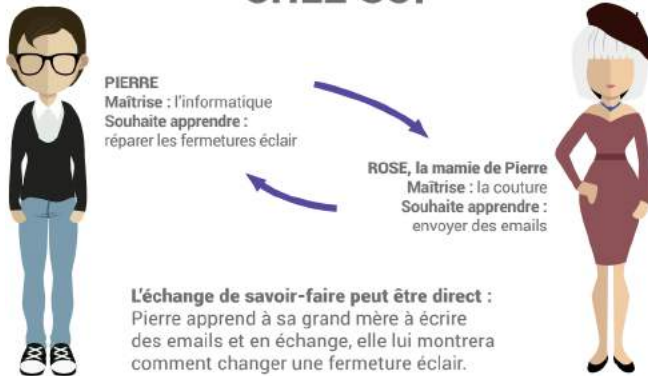 CHEZ SOI
PIERRE
Maîtrise : l'informatique
Souhaite apprendre :
réparer les fermetures éclair
ROSE, la mamie de Pierre
Maîtrise : la couture
Souhaite apprendre :
envoyer des emails
L'échange de savoir-faire peut être direct :
Pierre apprend à sa grand mère à écrire
des emails et en échange, elle lui montrera
comment changer une fermeture éclair.